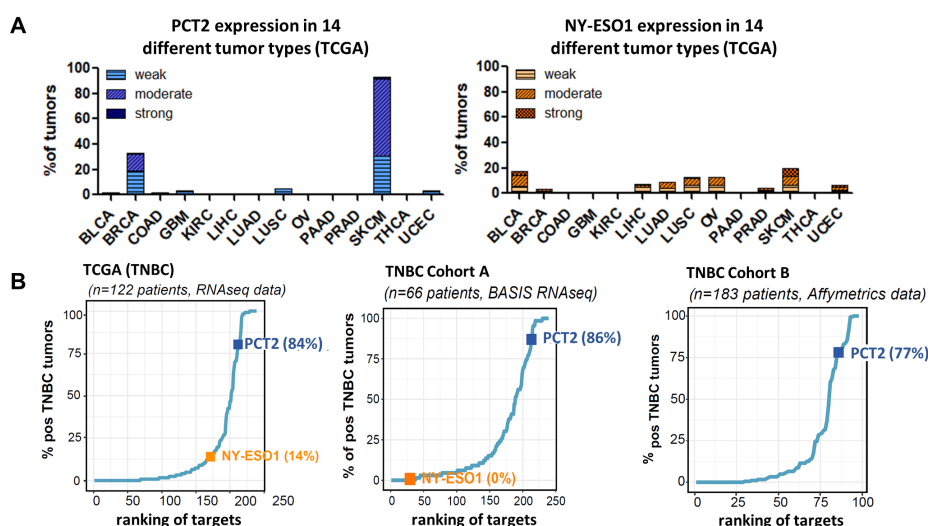 A
PCT2 expression in 14
different tumor types (TCGA)
%of tumors
100
80
60
40
20
0
weak
moderate
strong
BLCA
BRCA
COAD
GBM
KIRC
LIHC
LUAD
LUSC
OV
PAAD
PRAD
SKCM
THCA
UCEC
NY-ESO1 expression in 14
different tumor types (TCGA)
%of tumors
100
80
60
40
20
0
weak
moderate
strong
BLCA
BRCA
COAD
GBM
KIRC
LIHC
LUAD
LUSC
OV
PAAD
PRAD
SKCM
THCA
UCEC
B
TCGA (TNBC)
(n=122 patients, RNAseq data)
% pos TNBC tumors
100
75
50
25
0
PCT2 (84%)
NY-ESO1 (14%)
0 50 100 150 200 250
ranking of targets
TNBC Cohort A
(n=66 patients, BASIS RNAseq)
% of pos TNBC tumors
100
75
50
25
0
PCT2 (86%)
NY-ESO1 (0%)
0 50 100 150 200 250
ranking of targets
TNBC Cohort B
(n=183 patients, Affymetrics data)
% pos TNBC tumors
100
75
50
25
0
PCT2 (77%)
0 25 50 75 100
ranking of targets